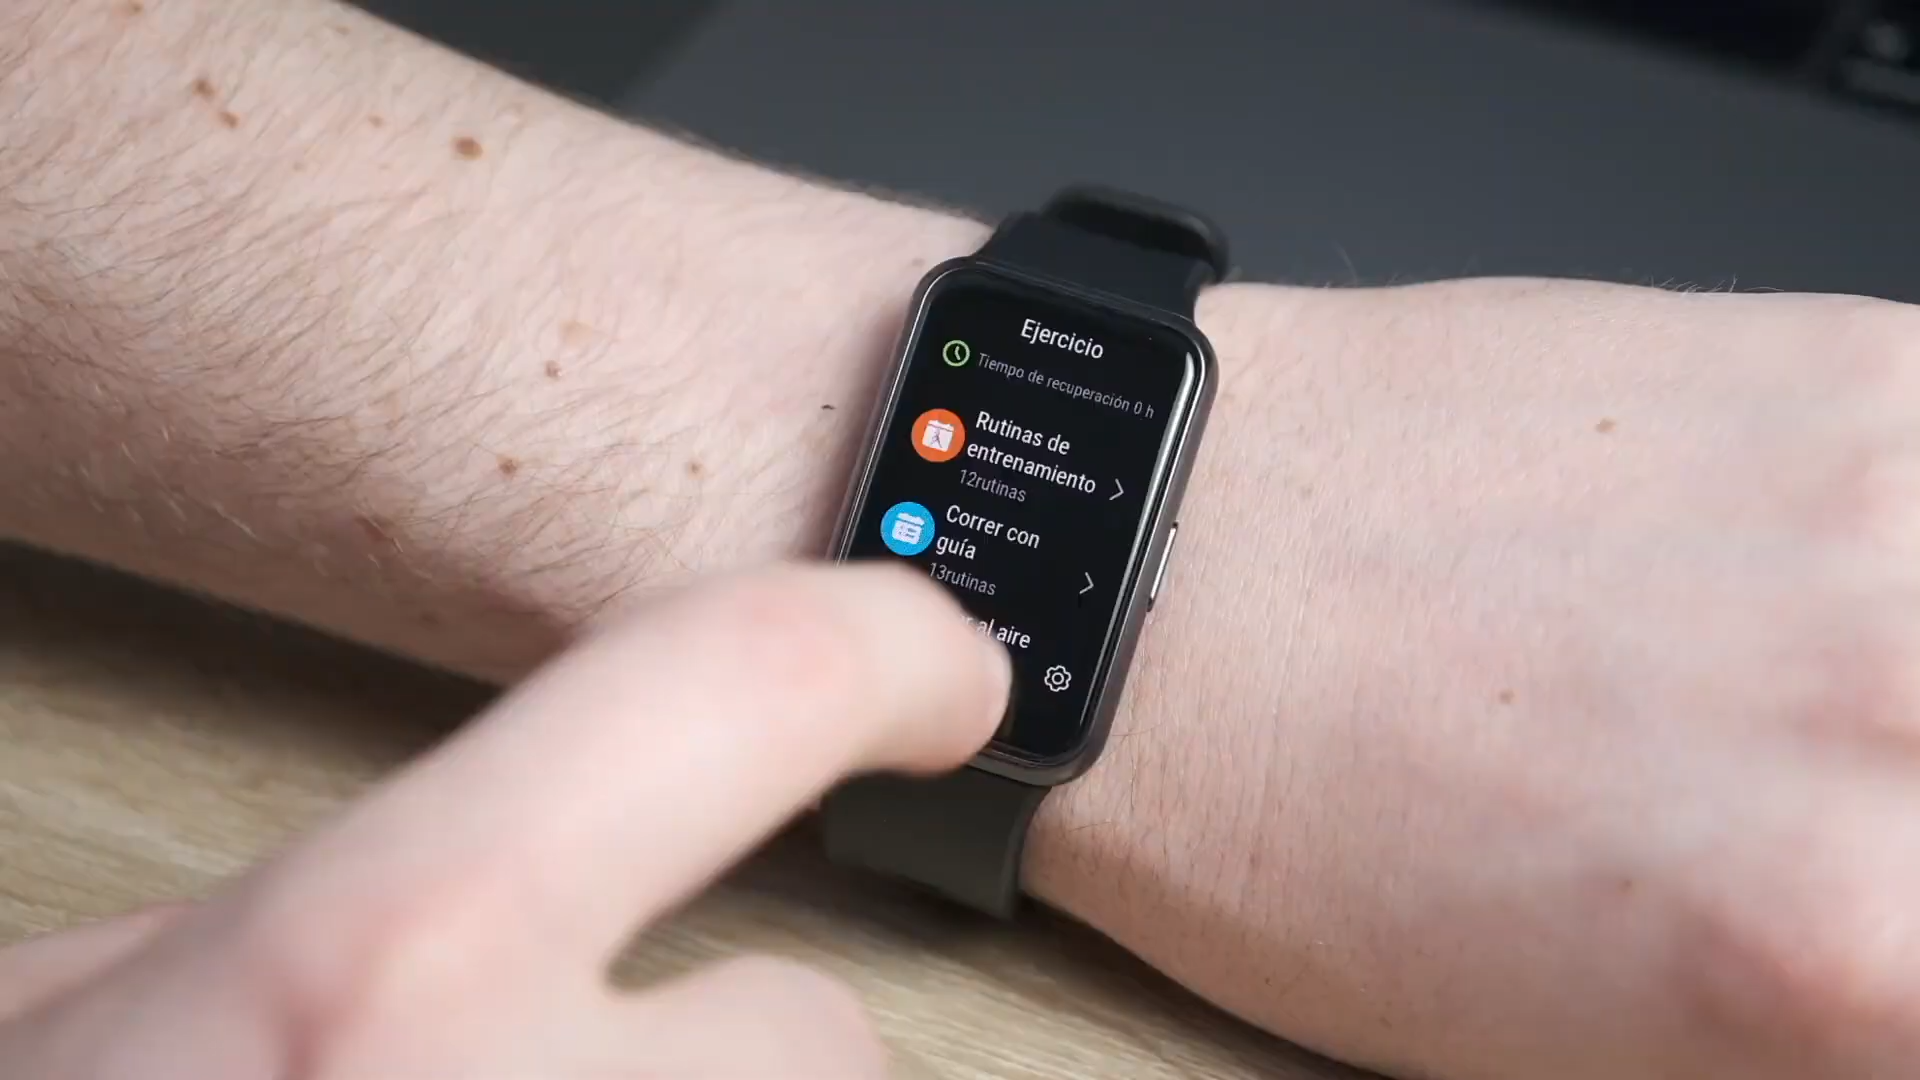 Ejercicio
Tiempo de recuperación 0 h
Rutinas de
entrenamiento
12rutinas
Correr con
guía
13rutinas
al aire